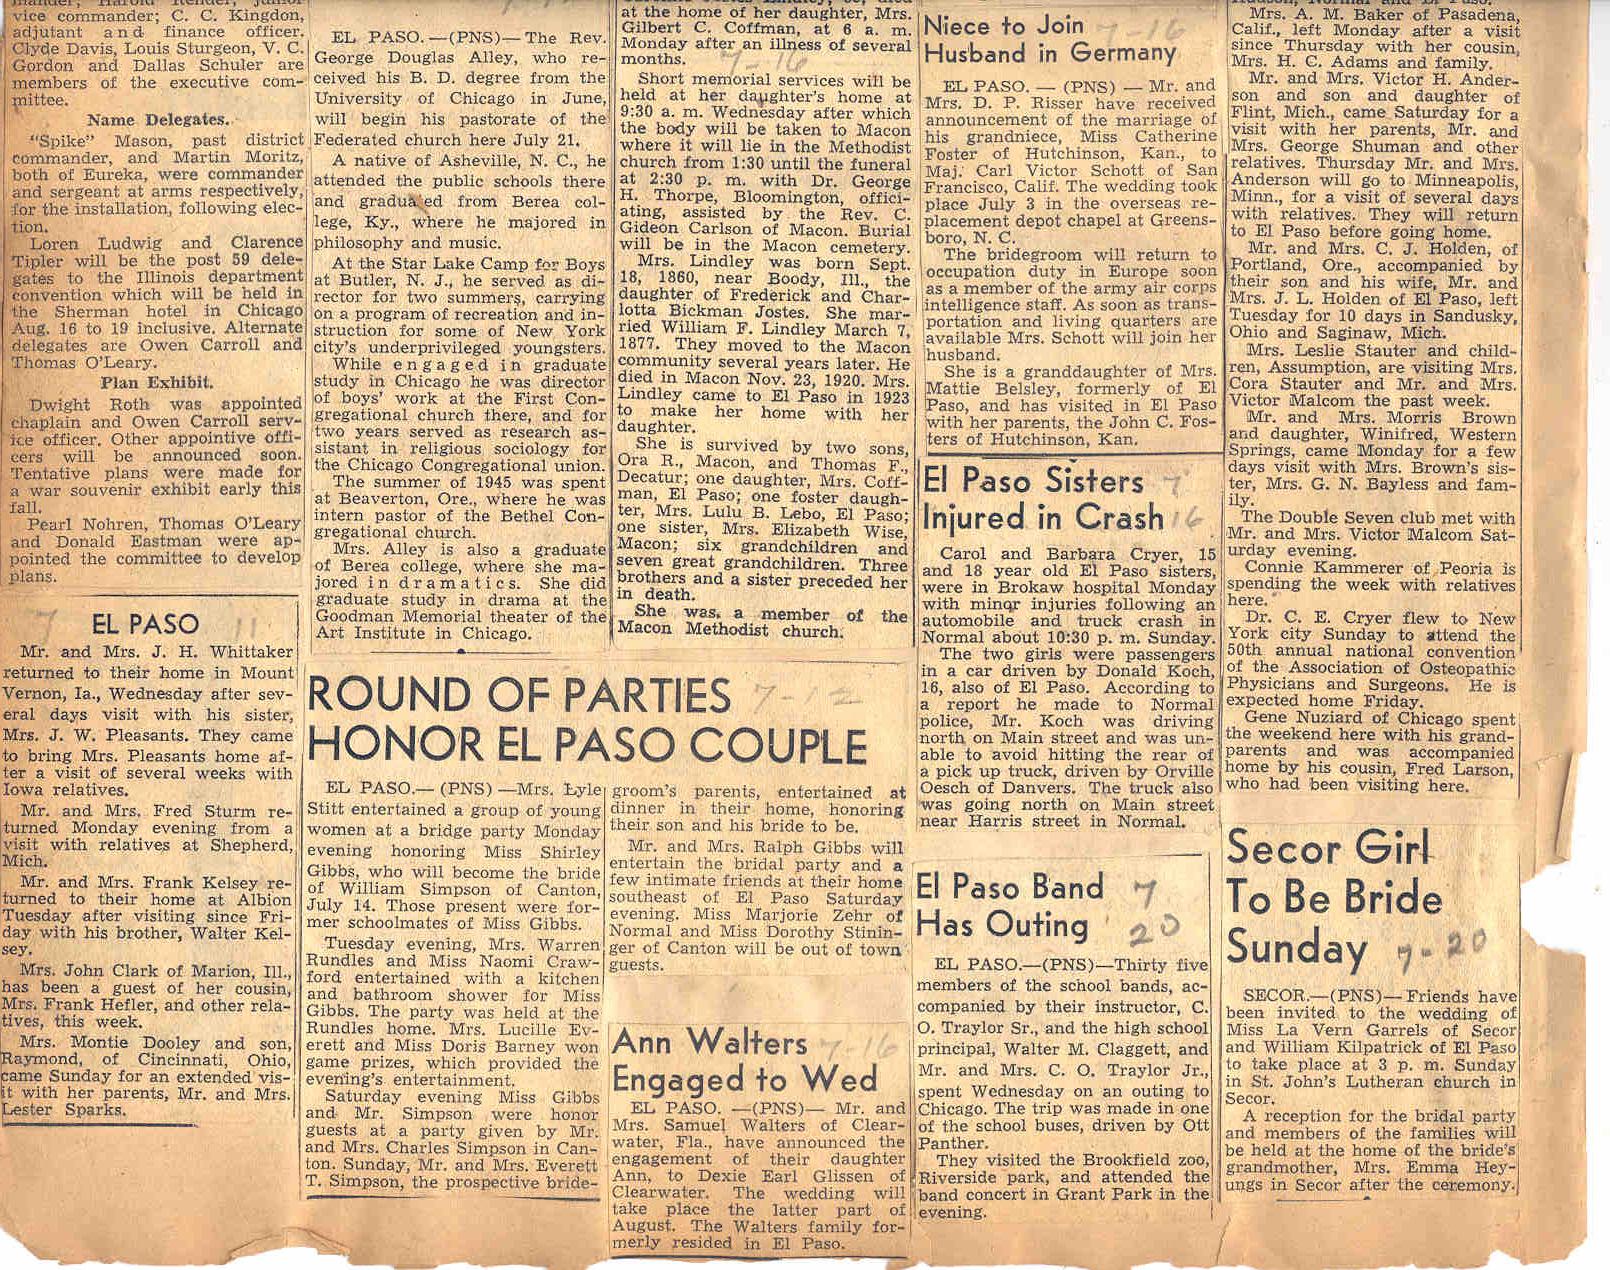 vice commander; C. C. Kingdon,
adjutant and finance officer.
Clyde Davis, Louis Sturgeon, V. C.
Gordon and Dallas Schuler are
members of the executive com-
mittee.
Name Delegates.
"Spike" Mason, past district
commander, and Martin Moritz,
both of Eureka, were commander
and sergeant at arms respectively,
for the installation, following elec-
tion.
Loren Ludwig and Clarence
Tipler will be the post 59 dele-
gates to the Illinois department
convention which will be held in
the Sherman hotel in Chicago
Aug. 16 to 19 inclusive. Alternate
delegates are Owen Carroll and
Thomas O'Leary.
Plan Exhibit.
Dwight Roth was appointed
chaplain and Owen Carroll serv-
ice officer. Other appointive offi-
cers will be announced soon.
Tentative plans were made for
a war souvenir exhibit early this
fall.
Pearl Nohren, Thomas O'Leary
and Donald Eastman were ap-
pointed the committee to develop
plans.
7 EL PASO 11
Mr. and Mrs. J. H. Whittaker
returned to their home in Mount
Vernon, Ia., Wednesday after sev-
eral days visit with his sister,
Mrs. J. W. Pleasants. They came
to bring Mrs. Pleasants home af-
ter a visit of several weeks with
Iowa relatives.
Mr. and Mrs. Fred Sturm re-
turned Monday evening from a
visit with relatives at Shepherd,
Mich.
Mr. and Mrs. Frank Kelsey re-
turned to their home at Albion
Tuesday after visiting since Fri-
day with his brother, Walter Kel-
sey.
Mrs. John Clark of Marion, Ill.,
has been a guest of her cousin,
Mrs. Frank Hefler, and other rela-
tives, this week.
Mrs. Montie Dooley and son,
Raymond, of Cincinnati, Ohio,
came Sunday for an extended vis-
it with her parents, Mr. and Mrs.
Lester Sparks.
EL PASO.—(PNS)—The Rev.
George Douglas Alley, who re-
ceived his B. D. degree from the
University of Chicago in June,
will begin his pastorate of the
Federated church here July 21.
A native of Asheville, N. C., he
attended the public schools there
and graduated from Berea col-
lege, Ky., where he majored in
philosophy and music.
At the Star Lake Camp for Boys
at Butler, N. J., he served as di-
rector for two summers, carrying
on a program of recreation and in-
struction for some of New York
city's underprivileged youngsters.
While engaged in graduate
study in Chicago he was director
of boys' work at the First Con-
gregational church there, and for
two years served as research as-
sistant in religious sociology for
the Chicago Congregational union.
The summer of 1945 was spent
at Beaverton, Ore., where he was
intern pastor of the Bethel Con-
gregational church.
Mrs. Alley is also a graduate
of Berea college, where she ma-
jored in dramatics. She did
graduate study in drama at the
Goodman Memorial theater of the
Art Institute in Chicago.
at the home of her daughter, Mrs.
Gilbert C. Coffman, at 6 a. m.
Monday after an illness of several
months. 7-16
Short memorial services will be
held at her daughter's home at
9:30 a. m. Wednesday after which
the body will be taken to Macon
where it will lie in the Methodist
church from 1:30 until the funeral
at 2:30 p. m. with Dr. George
H. Thorpe, Bloomington, offici-
ating, assisted by the Rev. C.
Gideon Carlson of Macon. Burial
will be in the Macon cemetery.
Mrs. Lindley was born Sept.
18, 1860, near Boody, Ill., the
daughter of Frederick and Char-
lotta Bickman Jostes. She mar-
ried William F. Lindley March 7,
1877. They moved to the Macon
community several years later. He
died in Macon Nov. 23, 1920. Mrs.
Lindley came to El Paso in 1923
to make her home with her
daughter.
She is survived by two sons,
Ora R., Macon, and Thomas F.,
Decatur; one daughter, Mrs. Coff-
man, El Paso; one foster daugh-
ter, Mrs. Lulu B. Lebo, El Paso;
one sister, Mrs. Elizabeth Wise,
Macon; six grandchildren and
seven great grandchildren. Three
brothers and a sister preceded her
in death.
She was a member of the
Macon Methodist church.
ROUND OF PARTIES 7-12
HONOR EL PASO COUPLE
EL PASO.— (PNS) —Mrs. Lyle
Stitt entertained a group of young
women at a bridge party Monday
evening honoring Miss Shirley
Gibbs, who will become the bride
of William Simpson of Canton,
July 14. Those present were for-
mer schoolmates of Miss Gibbs.
Tuesday evening, Mrs. Warren
Rundles and Miss Naomi Craw-
ford entertained with a kitchen
and bathroom shower for Miss
Gibbs. The party was held at the
Rundles home. Mrs. Lucille Ev-
erett and Miss Doris Barney won
game prizes, which provided the
evening's entertainment.
Saturday evening Miss Gibbs
and Mr. Simpson were honor
guests at a party given by Mr.
and Mrs. Charles Simpson in Can-
ton. Sunday, Mr. and Mrs. Everett
T. Simpson, the prospective bride-
groom's parents, entertained at
dinner in their home, honoring
their son and his bride to be.
Mr. and Mrs. Ralph Gibbs will
entertain the bridal party and a
few intimate friends at their home
southeast of El Paso Saturday
evening. Miss Marjorie Zehr of
Normal and Miss Dorothy Stinin-
ger of Canton will be out of town
guests.
Ann Walters 7-16
Engaged to Wed
EL PASO. —(PNS)— Mr. and
Mrs. Samuel Walters of Clear-
water, Fla., have announced the
engagement of their daughter
Ann, to Dexie Earl Glissen of
Clearwater. The wedding will
take place the latter part of
August. The Walters family for-
merly resided in El Paso.
Niece to Join 7-16
Husband in Germany
EL PASO. — (PNS) — Mr. and
Mrs. D. P. Risser have received
announcement of the marriage of
his grandniece, Miss Catherine
Foster of Hutchinson, Kan., to
Maj. Carl Victor Schott of San
Francisco, Calif. The wedding took
place July 3 in the overseas re-
placement depot chapel at Greens-
boro, N. C.
The bridegroom will return to
occupation duty in Europe soon
as a member of the army air corps
intelligence staff. As soon as trans-
portation and living quarters are
available Mrs. Schott will join her
husband.
She is a granddaughter of Mrs.
Mattie Belsley, formerly of El
Paso, and has visited in El Paso
with her parents, the John C. Fos-
ters of Hutchinson, Kan.
El Paso Sisters 7
Injured in Crash 16
Carol and Barbara Cryer, 15
and 18 year old El Paso sisters,
were in Brokaw hospital Monday
with minor injuries following an
automobile and truck crash in
Normal about 10:30 p. m. Sunday.
The two girls were passengers
in a car driven by Donald Koch,
16, also of El Paso. According to
a report he made to Normal
police, Mr. Koch was driving
north on Main street and was un-
able to avoid hitting the rear of
a pick up truck, driven by Orville
Oesch of Danvers. The truck also
was going north on Main street
near Harris street in Normal.
El Paso Band 7
Has Outing 20
EL PASO.—(PNS)—Thirty five
members of the school bands, ac-
companied by their instructor, C.
O. Traylor Sr., and the high school
principal, Walter M. Claggett, and
Mr. and Mrs. C. O. Traylor Jr.,
spent Wednesday on an outing to
Chicago. The trip was made in one
of the school buses, driven by Ott
Panther.
They visited the Brookfield zoo,
Riverside park, and attended the
band concert in Grant Park in the
evening.
Mrs. A. M. Baker of Pasadena,
Calif., left Monday after a visit
since Thursday with her cousin,
Mrs. H. C. Adams and family.
Mr. and Mrs. Victor H. Ander-
son and son and daughter of
Flint, Mich., came Saturday for a
visit with her parents, Mr. and
Mrs. George Shuman and other
relatives. Thursday Mr. and Mrs.
Anderson will go to Minneapolis,
Minn., for a visit of several days
with relatives. They will return
to El Paso before going home.
Mr. and Mrs. C. J. Holden, of
Portland, Ore., accompanied by
their son and his wife, Mr. and
Mrs. J. L. Holden of El Paso, left
Tuesday for 10 days in Sandusky,
Ohio and Saginaw, Mich.
Mrs. Leslie Stauter and child-
ren, Assumption, are visiting Mrs.
Cora Stauter and Mr. and Mrs.
Victor Malcom the past week.
Mr. and Mrs. Morris Brown
and daughter, Winifred, Western
Springs, came Monday for a few
days visit with Mrs. Brown's sis-
ter, Mrs. G. N. Bayless and fam-
ily.
The Double Seven club met with
Mr. and Mrs. Victor Malcom Sat-
urday evening.
Connie Kammerer of Peoria is
spending the week with relatives
here.
Dr. C. E. Cryer flew to New
York city Sunday to attend the
50th annual national convention
of the Association of Osteopathic
Physicians and Surgeons. He is
expected home Friday.
Gene Nuziard of Chicago spent
the weekend here with his grand-
parents and was accompanied
home by his cousin, Fred Larson,
who had been visiting here.
Secor Girl
To Be Bride
Sunday 7-20
SECOR.—(PNS)—Friends have
been invited to the wedding of
Miss La Vern Garrels of Secor
and William Kilpatrick of El Paso
to take place at 3 p. m. Sunday
in St. John's Lutheran church in
Secor.
A reception for the bridal party
and members of the families will
be held at the home of the bride's
grandmother, Mrs. Emma Hey-
ungs in Secor after the ceremony.